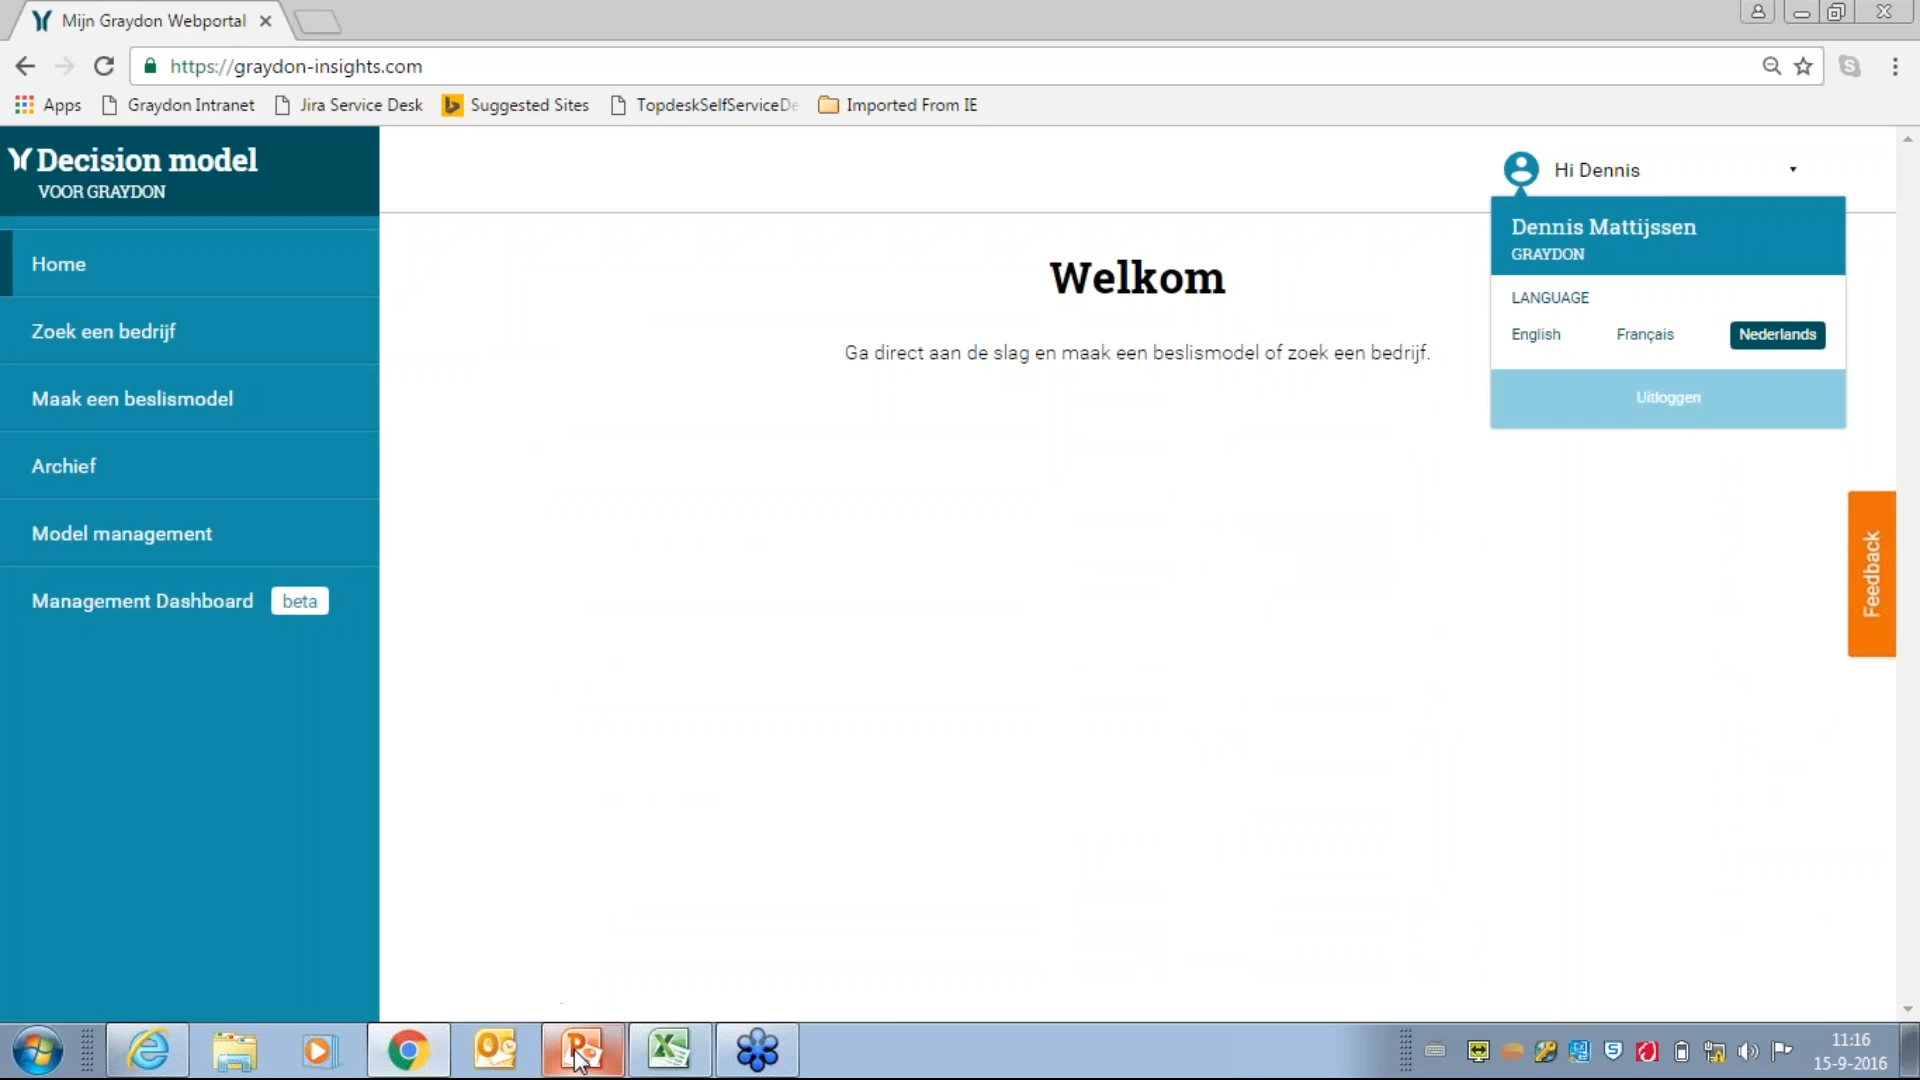 Mijn Graydon Webportal
https://graydon-insights.com
Apps
Graydon Intranet
Jira Service Desk
Suggested Sites
TopdeskSelfServiceDe
Imported From IE
Decision model
VOOR GRAYDON
Home
Zoek een bedrijf
Maak een beslismodel
Archief
Model management
Management Dashboard beta
Hi Dennis
Dennis Mattijssen
GRAYDON
LANGUAGE
English Français Nederlands
Uitloggen
Welkom
Ga direct aan de slag en maak een beslismodel of zoek een bedrijf.
Feedback
11:16
15-9-2016